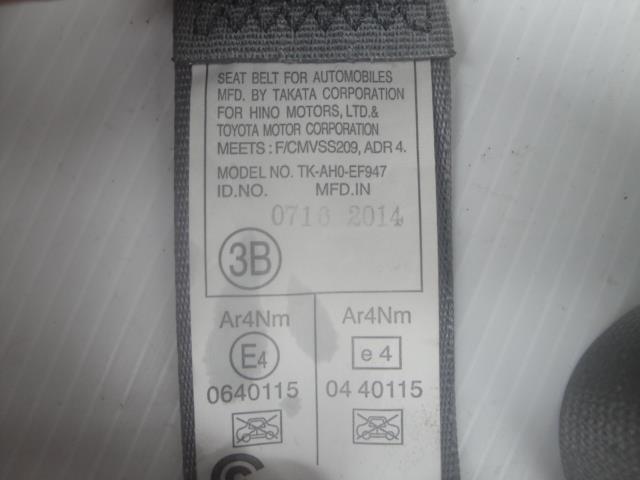 SEAT BELT FOR AUTOMOBILES
MFD. BY TAKATA CORPORATION
FOR HINO MOTORS, LTD.&
TOYOTA MOTOR CORPORATION
MEETS : F/CMVSS209, ADR 4.
MODEL NO. TK-AH0-EF947
ID.NO. MFD.IN
0716 2014
3B
Ar4Nm Ar4Nm
E4 e 4
0640115 04 40115